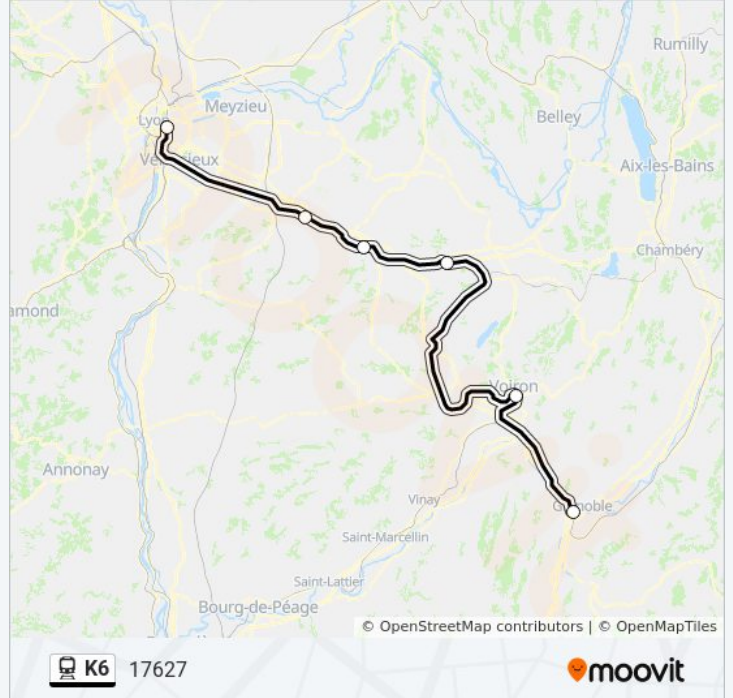 Rumilly
Meyzieu
Lyon
Belley
Vénissieux
Aix-les-Bains
Chambéry
amond
Voiron
Annonay
Vinay
Grenoble
Saint-Marcellin
Saint-Lattier
Bourg-de-Péage
© OpenStreetMap contributors | © OpenMapTiles
K6 17627 moovit